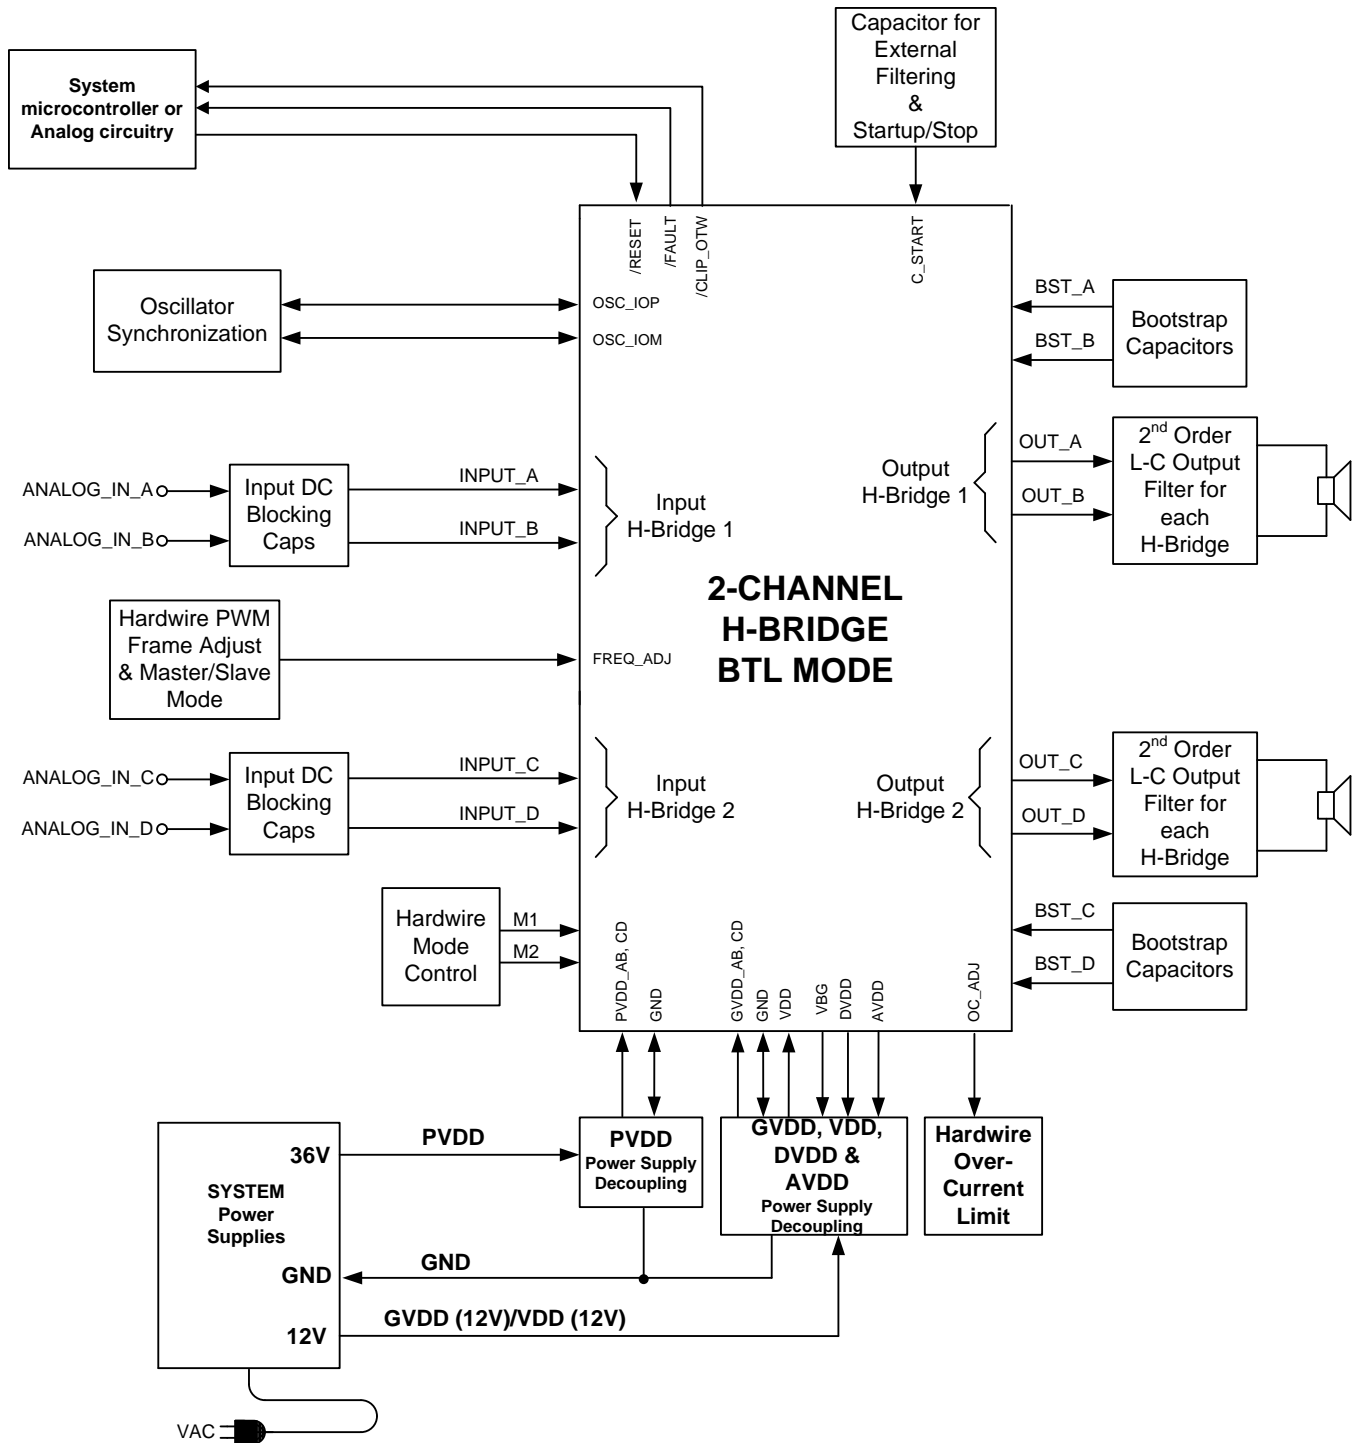 Capacitor for
External
Filtering
&
Startup/Stop
System
microcontroller or
Analog circuitry
/RESET
/FAULT
/CLIP_OTW
C_START
Oscillator
Synchronization
OSC_IOP
OSC_IOM
BST_A
BST_B
Bootstrap
Capacitors
ANALOG_IN_A
ANALOG_IN_B
Input DC
Blocking
Caps
INPUT_A
INPUT_B
Input
H-Bridge 1
Output
H-Bridge 1
OUT_A
OUT_B
2nd Order
L-C Output
Filter for
each
H-Bridge
2-CHANNEL
H-BRIDGE
BTL MODE
Hardwire PWM
Frame Adjust
& Master/Slave
Mode
FREQ_ADJ
ANALOG_IN_C
ANALOG_IN_D
Input DC
Blocking
Caps
INPUT_C
INPUT_D
Input
H-Bridge 2
Output
H-Bridge 2
OUT_C
OUT_D
2nd Order
L-C Output
Filter for
each
H-Bridge
Hardwire
Mode
Control
M1
M2
PVDD_AB, CD
GND
GVDD_AB, CD
GND
VDD
VBG
DVDD
AVDD
OC_ADJ
BST_C
BST_D
Bootstrap
Capacitors
36V
SYSTEM
Power
Supplies
GND
12V
PVDD
PVDD
Power Supply
Decoupling
GVDD, VDD,
DVDD &
AVDD
Power Supply
Decoupling
Hardwire
Over-
Current
Limit
GND
GVDD (12V)/VDD (12V)
VAC